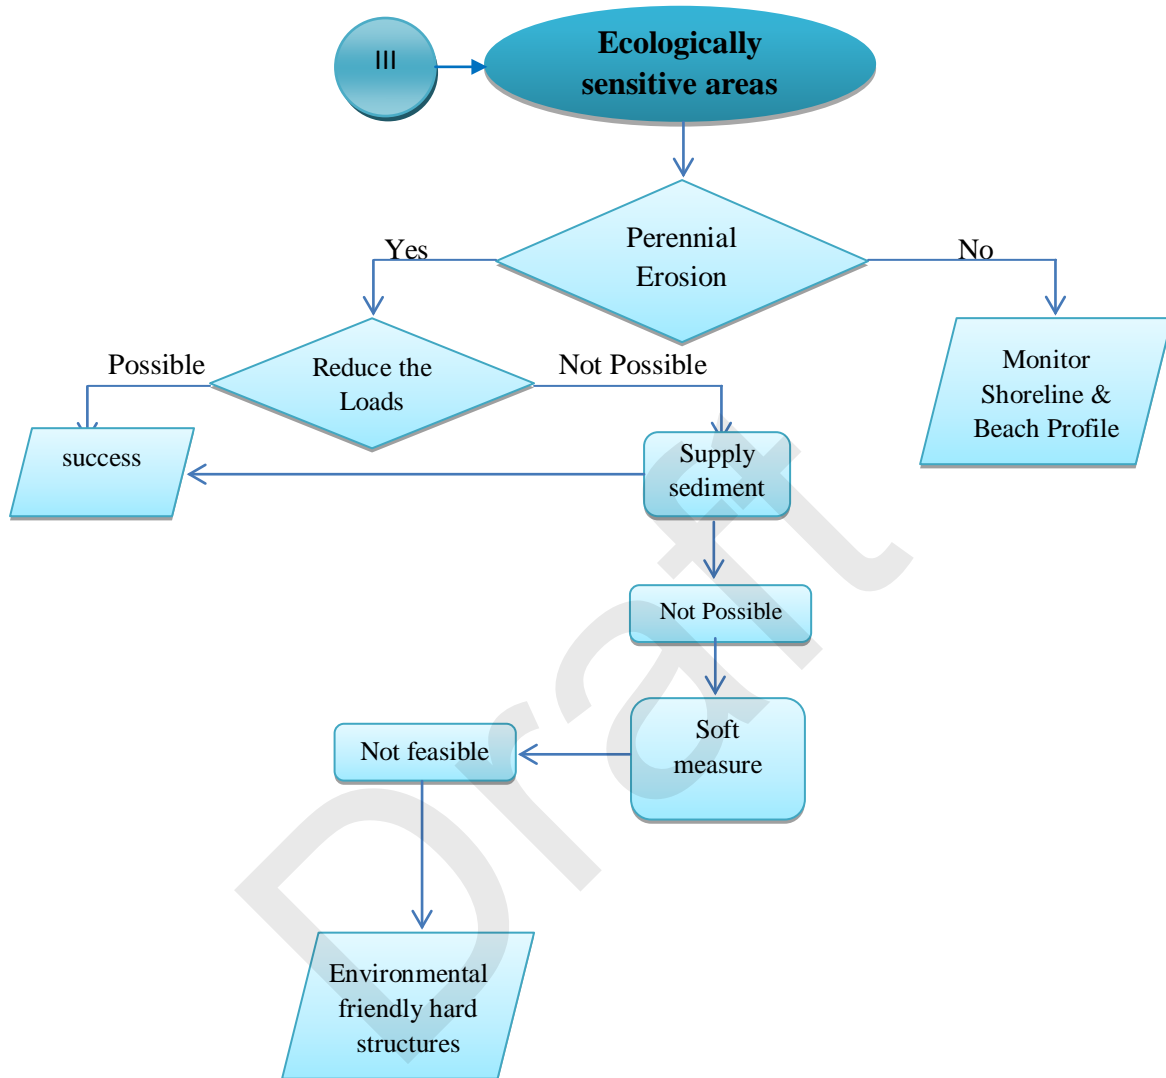 III
Ecologically
sensitive areas
Perennial
Erosion
Yes
No
Reduce the
Loads
Possible
Not Possible
Monitor
Shoreline &
Beach Profile
success
Supply
sediment
Not Possible
Soft
measure
Not feasible
Environmental
friendly hard
structures
Draft